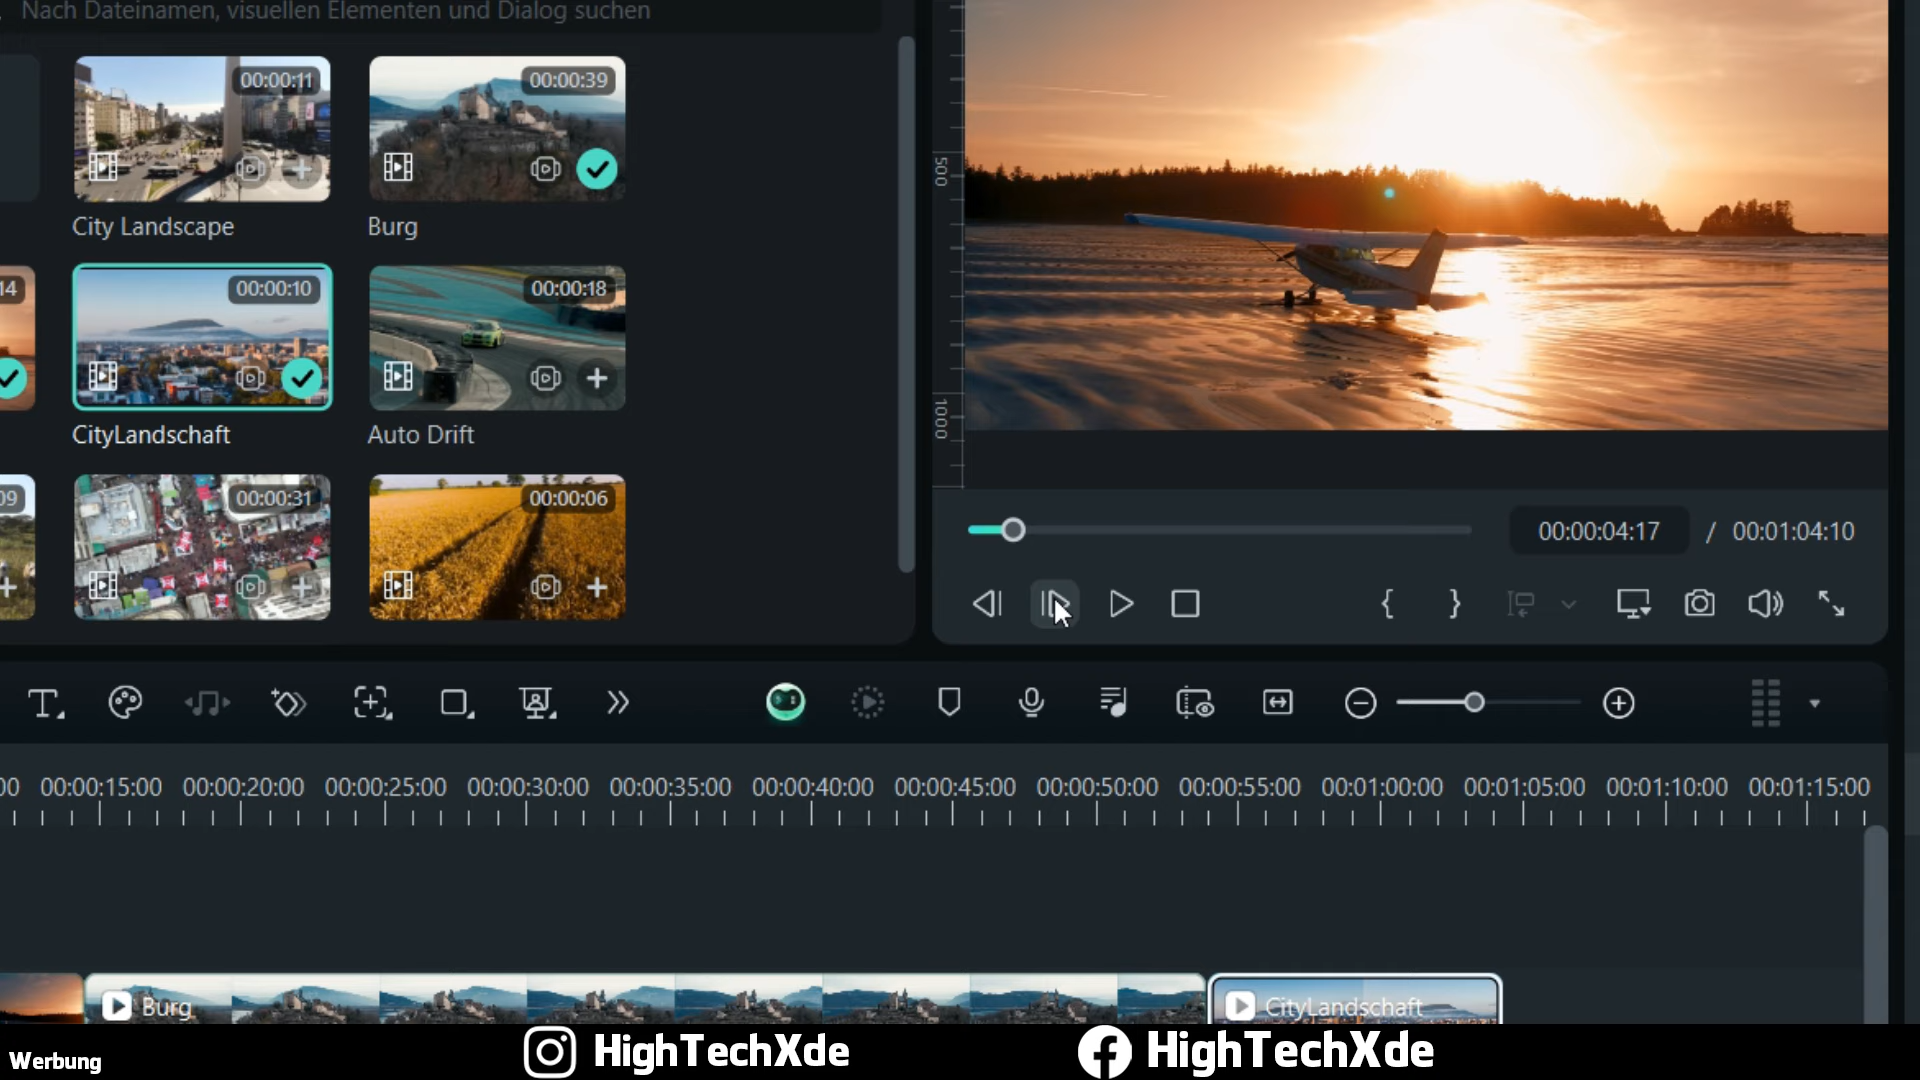 Nach Dateinamen, visuellen Elementen und Dialog suchen
00:00:11
00:00:39
City Landscape
Burg
14
00:00:10
00:00:18
CityLandschaft
Auto Drift
09
00:00:31
00:00:06
500
1000
00:00:04:17 / 00:01:04:10
00 00:00:15:00 00:00:20:00 00:00:25:00 00:00:30:00 00:00:35:00 00:00:40:00 00:00:45:00 00:00:50:00 00:00:55:00 00:01:00:00 00:01:05:00 00:01:10:00 00:01:15:00
Burg
CityLandschaft
Werbung
HighTechXde
HighTechXde